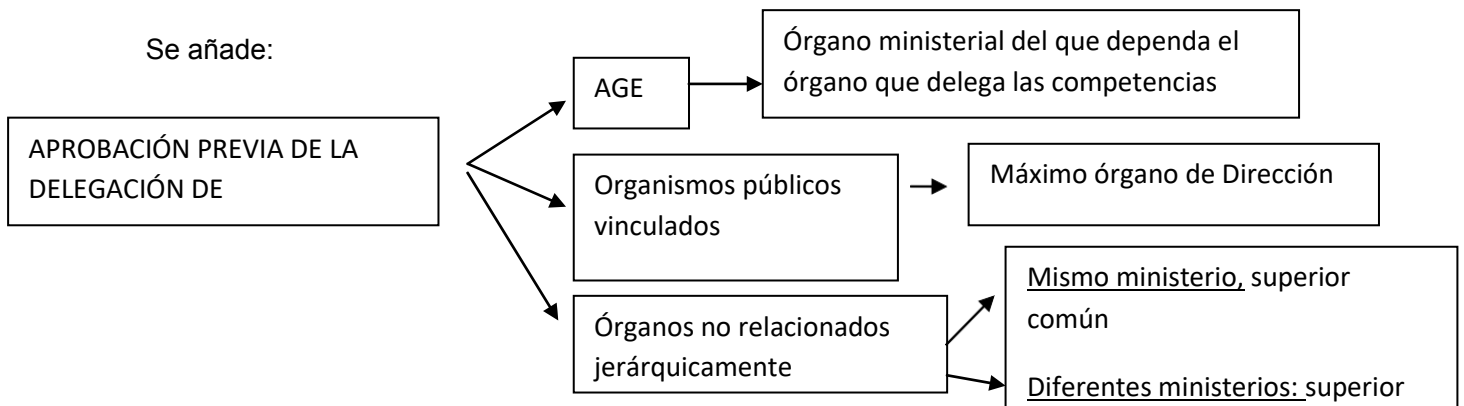 Se añade:
APROBACIÓN PREVIA DE LA
DELEGACIÓN DE
AGE
Órgano ministerial del que dependa el
órgano que delega las competencias
Organismos públicos
vinculados
Máximo órgano de Dirección
Órganos no relacionados
jerárquicamente
Mismo ministerio, superior
común
Diferentes ministerios: superior